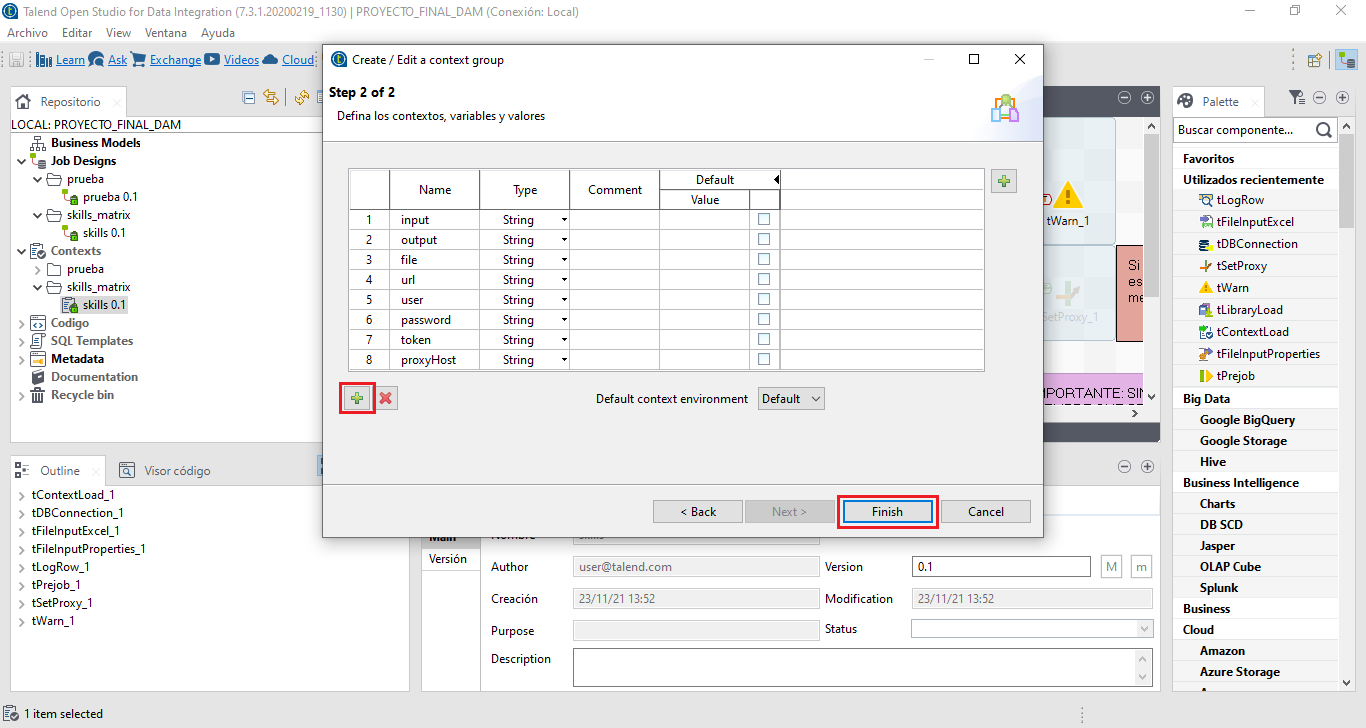 Talend Open Studio for Data Integration (7.3.1.20200219_1130) | PROYECTO_FINAL_DAM (Conexión: Local)
Archivo Editar View Ventana Ayuda
Learn Ask Exchange Videos Cloud
Repositorio
LOCAL: PROYECTO_FINAL_DAM
Business Models
Job Designs
prueba
prueba 0.1
skills_matrix
skills 0.1
Contexts
prueba
skills_matrix
skills 0.1
Codigo
SQL Templates
Metadata
Documentation
Recycle bin
Create / Edit a context group
Step 2 of 2
Defina los contextos, variables y valores
Name Type Comment Default
Value
1 input String
2 output String
3 file String
4 url String
5 user String
6 password String
7 token String
8 proxyHost String
Default context environment Default
< Back Next > Finish Cancel
tWarn_1
Si
es
me
SetProxy_1
IMPORTANTE: SIN
Palette
Buscar componente...
Favoritos
Utilizados recientemente
tLogRow
tFileInputExcel
tDBConnection
tSetProxy
tWarn
tLibraryLoad
tContextLoad
tFileInputProperties
tPrejob
Big Data
Google BigQuery
Google Storage
Hive
Business Intelligence
Charts
DB SCD
Jasper
OLAP Cube
Splunk
Business
Cloud
Amazon
Azure Storage
Outline Visor código
tContextLoad_1
tDBConnection_1
tFileInputExcel_1
tFileInputProperties_1
tLogRow_1
tPrejob_1
tSetProxy_1
tWarn_1
Main
Versión
Nombre skills
Author user@talend.com Version 0.1 M m
Creación 23/11/21 13:52 Modification 23/11/21 13:52
Purpose Status
Description
1 item selected